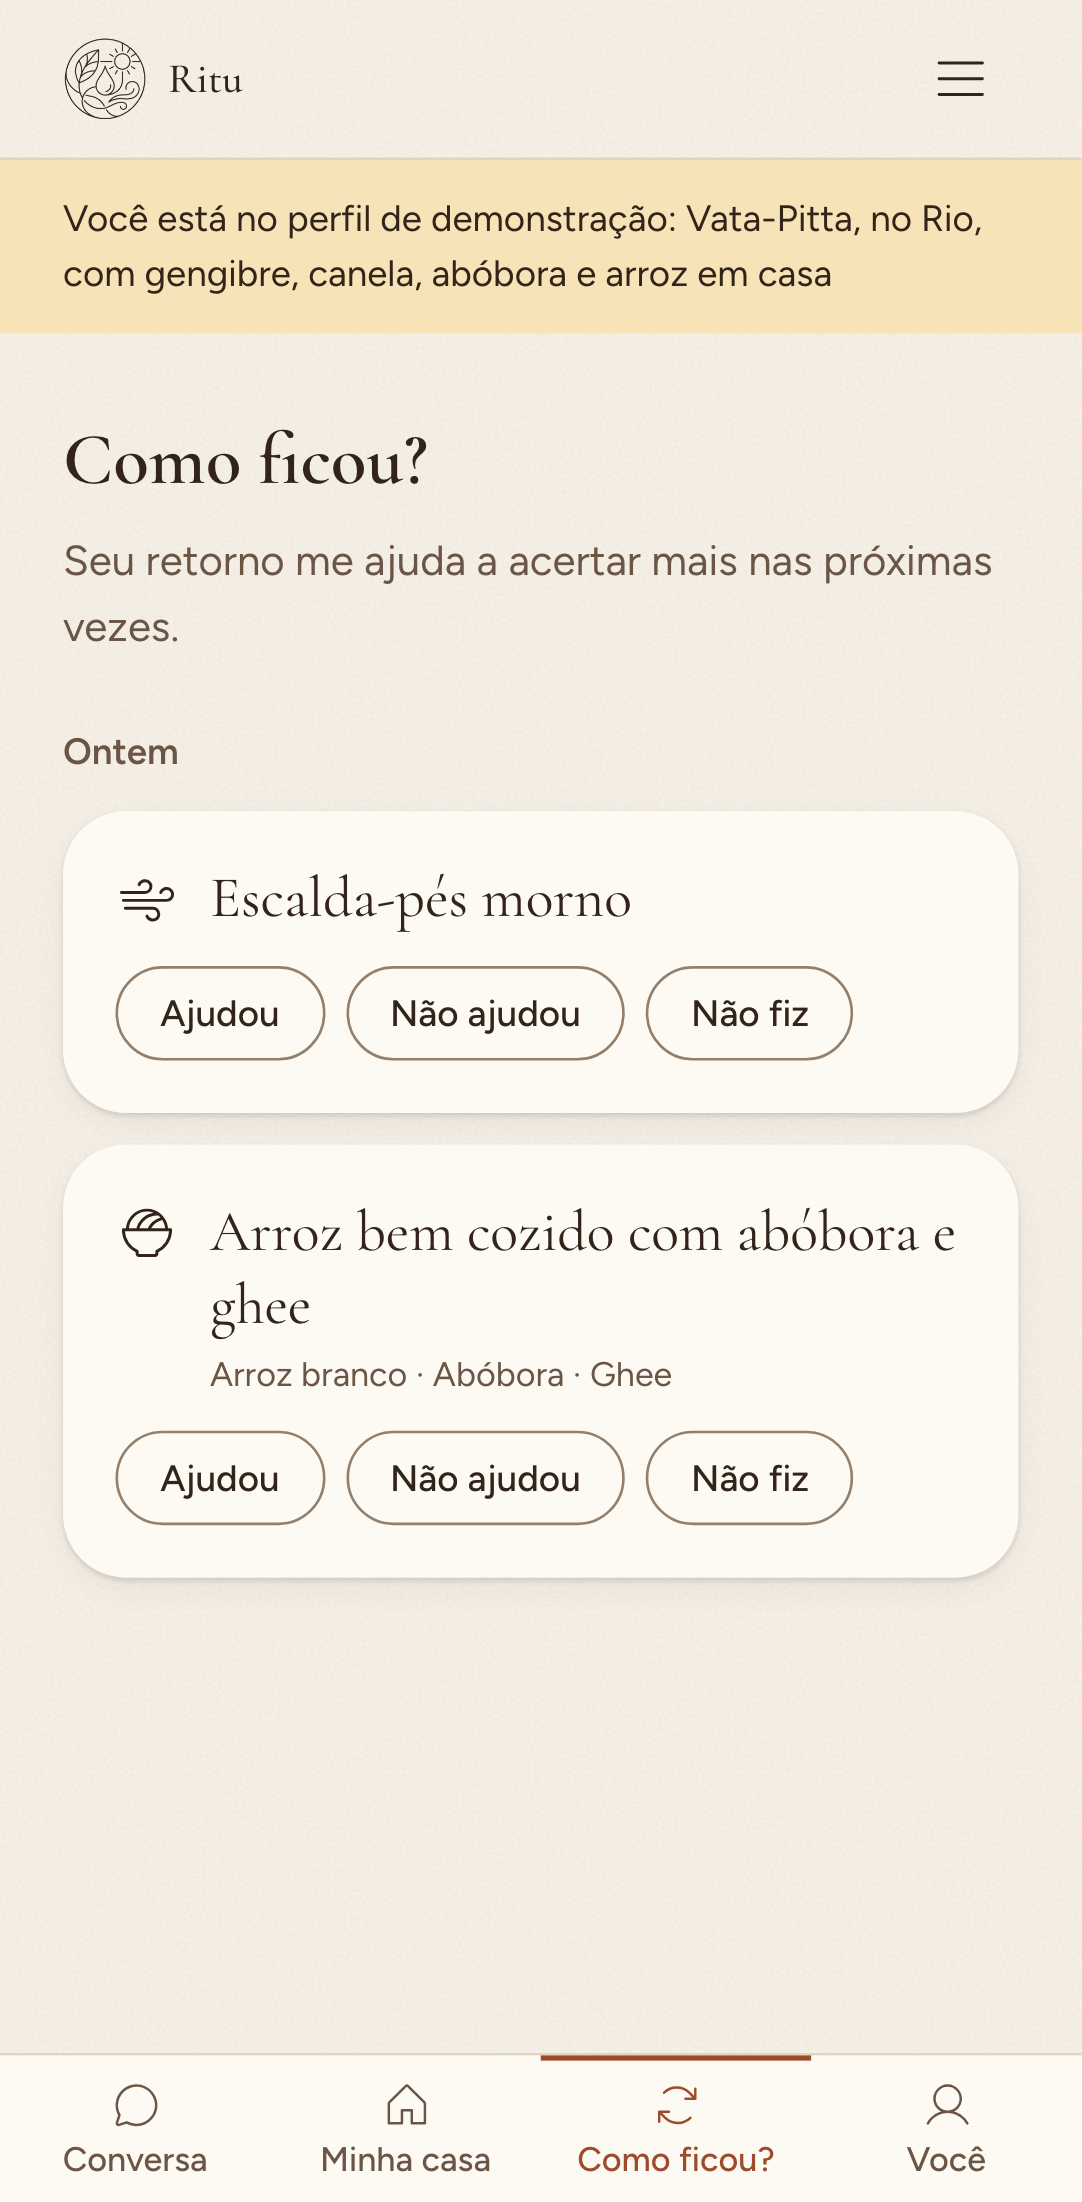 Ritu
Você está no perfil de demonstração: Vata-Pitta, no Rio,
com gengibre, canela, abóbora e arroz em casa
Como ficou?
Seu retorno me ajuda a acertar mais nas próximas
vezes.
Ontem
Escalda-pés morno
Ajudou Não ajudou Não fiz
Arroz bem cozido com abóbora e
ghee
Arroz branco · Abóbora · Ghee
Ajudou Não ajudou Não fiz
Conversa Minha casa Como ficou? Você